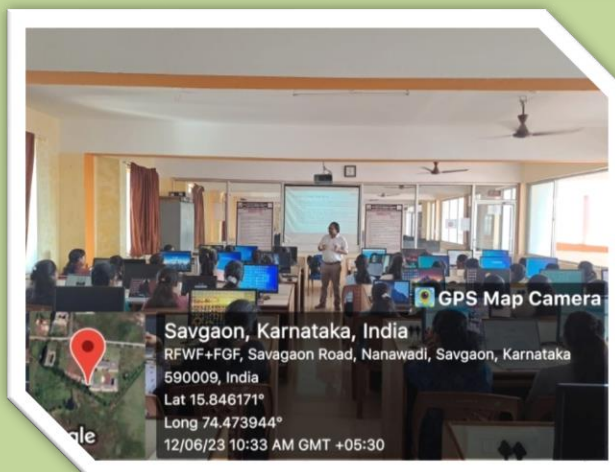 GPS Map Camera
Savgaon, Karnataka, India
RFWF+FGF, Savagaon Road, Nanawadi, Savgaon, Karnataka
590009, India
Lat 15.846171°
Long 74.473944°
12/06/23 10:33 AM GMT +05:30
gle